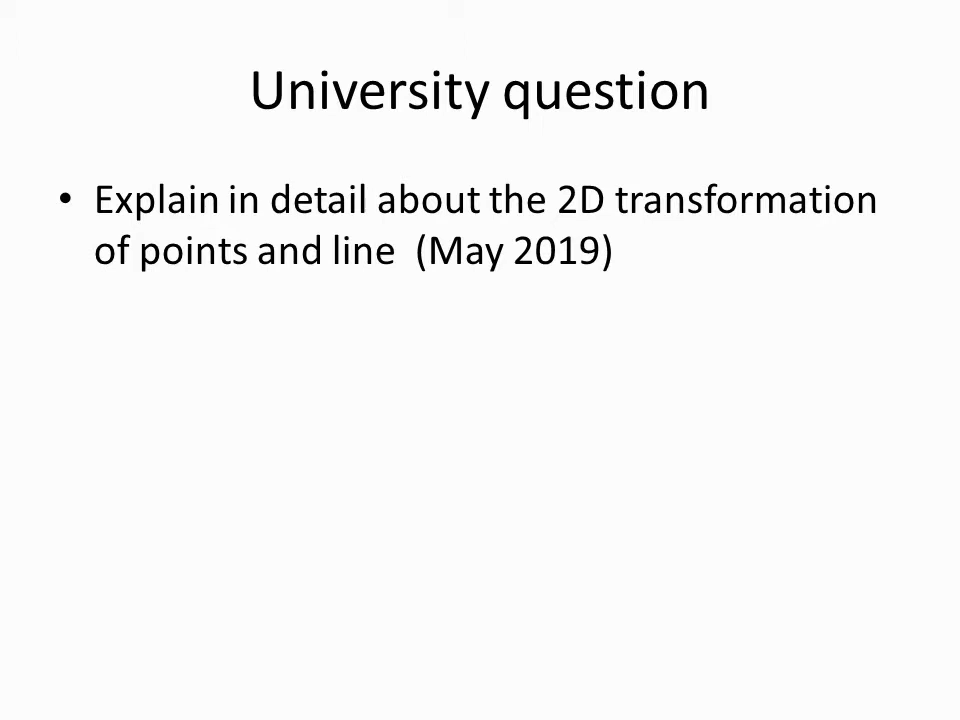 University question
• Explain in detail about the 2D transformation
of points and line  (May 2019)